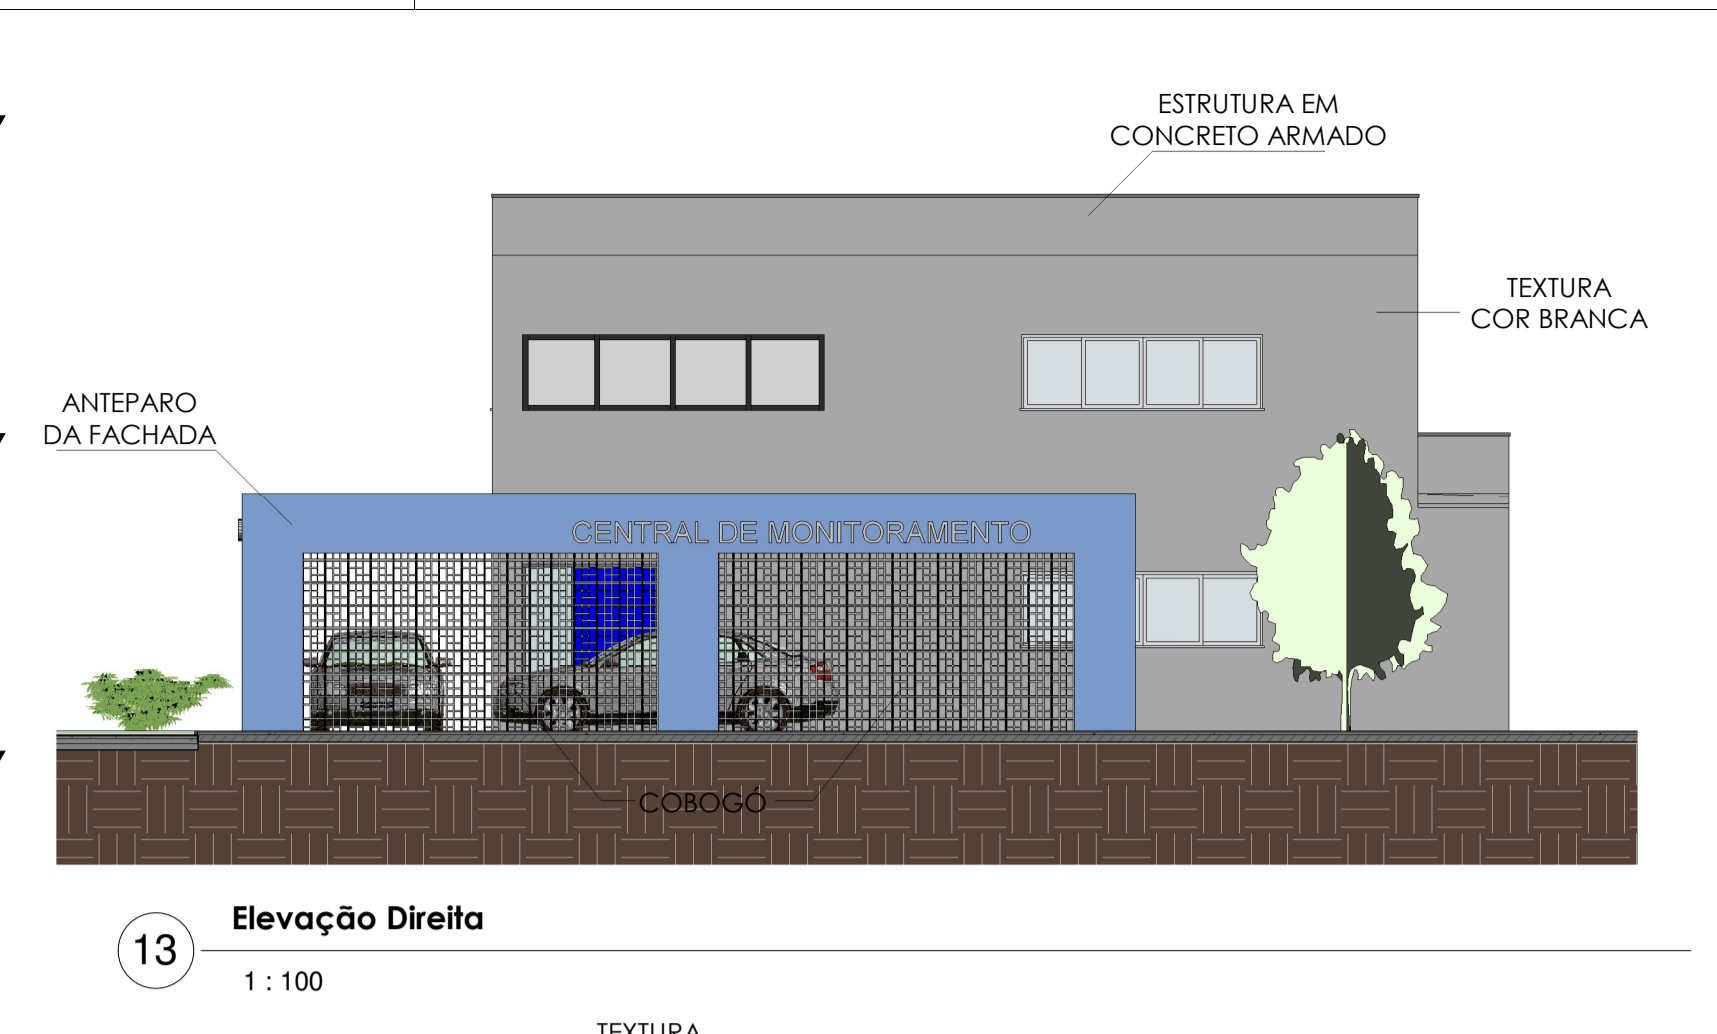 ESTRUTURA EM
CONCRETO ARMADO
TEXTURA
COR BRANCA
ANTEPARO
DA FACHADA
CENTRAL DE MONITORAMENTO
COBOGÓ
Elevação Direita
13
1 : 100
TEXTURA